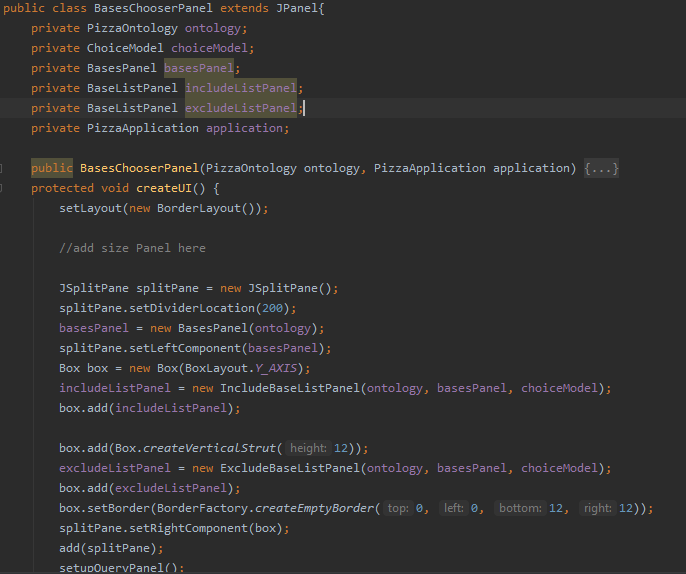 public class BasesChooserPanel extends JPanel{
private PizzaOntology ontology;
private ChoiceModel choiceModel;
private BasesPanel basesPanel;
private BaseListPanel includeListPanel;
private BaseListPanel excludeListPanel;
private PizzaApplication application;
public BasesChooserPanel(PizzaOntology ontology, PizzaApplication application) {...}
protected void createUI() {
setLayout(new BorderLayout());
//add size Panel here
JSplitPane splitPane = new JSplitPane();
splitPane.setDividerLocation(200);
basesPanel = new BasesPanel(ontology);
splitPane.setLeftComponent(basesPanel);
Box box = new Box(BoxLayout.Y_AXIS);
includeListPanel = new IncludeBaseListPanel(ontology, basesPanel, choiceModel);
box.add(includeListPanel);
box.add(Box.createVerticalStrut( height: 12));
excludeListPanel = new ExcludeBaseListPanel(ontology, basesPanel, choiceModel);
box.add(excludeListPanel);
box.setBorder(BorderFactory.createEmptyBorder( top: 0, left: 0, bottom: 12, right: 12));
splitPane.setRightComponent(box);
add(splitPane);
setupQueryPanel();